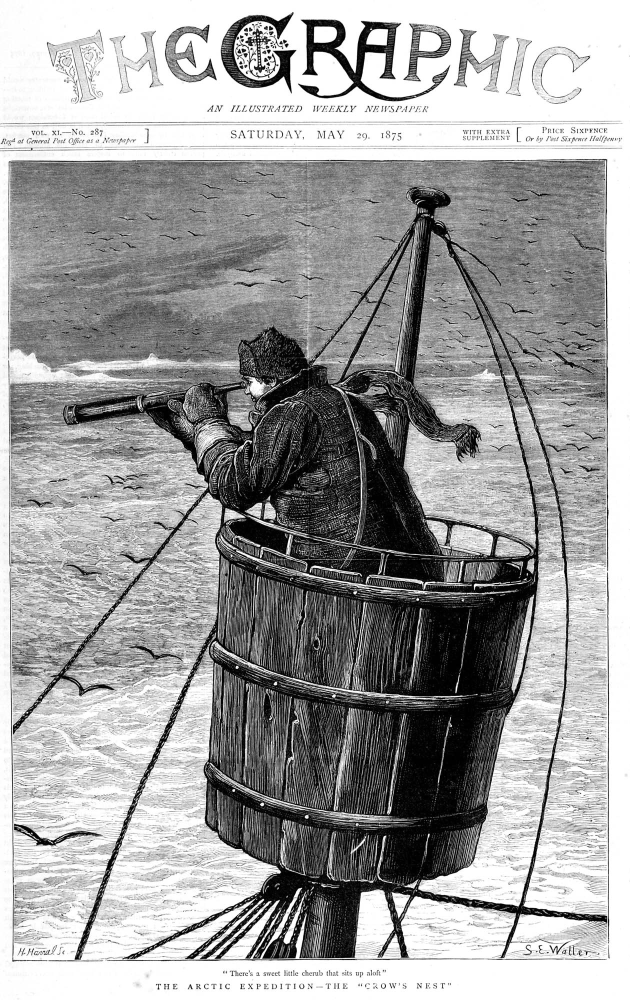 THE GRAPHIC
AN ILLUSTRATED WEEKLY NEWSPAPER
VOL. XI.—No. 287
Regd at General Post Office as a Newspaper
SATURDAY, MAY 29, 1875
WITH EXTRA
SUPPLEMENT
PRICE SIXPENCE
Or by Post Sixpence Halfpenny
H. Harral Sc
S.E. Waller
"There's a sweet little cherub that sits up aloft"
THE ARCTIC EXPEDITION—THE "CROW'S NEST"